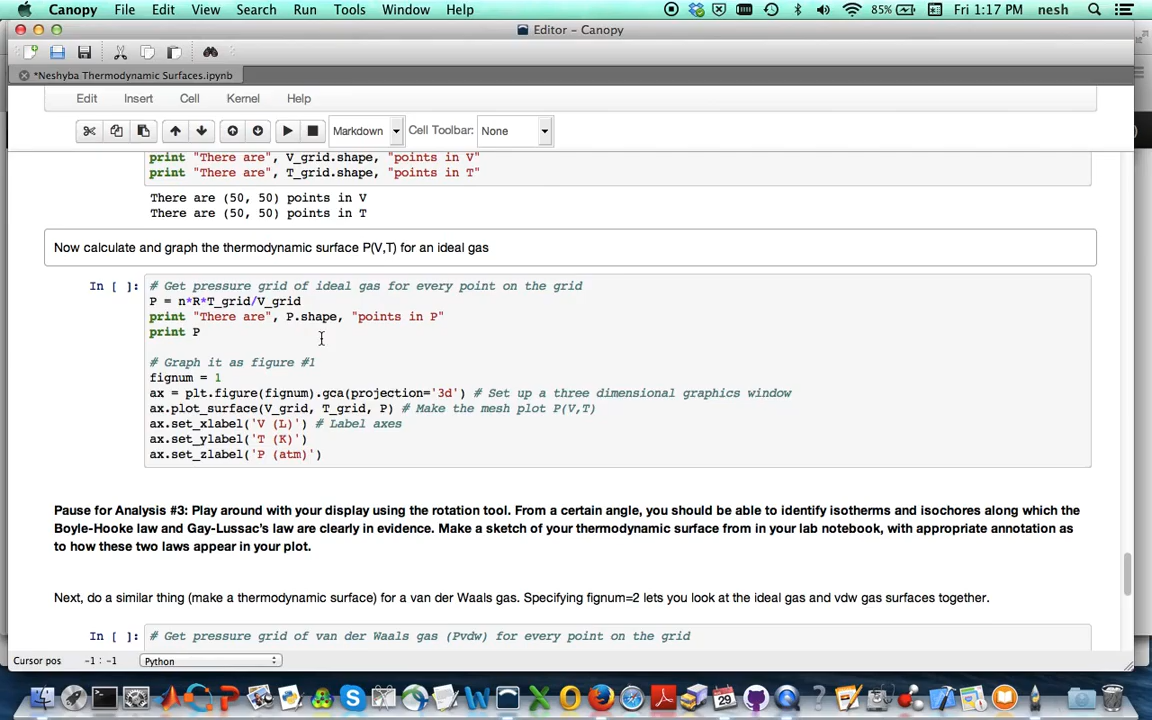 Canopy File Edit View Search Run Tools Window Help 85% Fri 1:17 PM nesh
Editor – Canopy
*Neshyba Thermodynamic Surfaces.ipynb
Edit Insert Cell Kernel Help
Markdown Cell Toolbar: None
print "There are", V_grid.shape, "points in V"
print "There are", T_grid.shape, "points in T"
There are (50, 50) points in V
There are (50, 50) points in T
Now calculate and graph the thermodynamic surface P(V,T) for an ideal gas
In [ ]: # Get pressure grid of ideal gas for every point on the grid
P = n*R*T_grid/V_grid
print "There are", P.shape, "points in P"
print P
# Graph it as figure #1
fignum = 1
ax = plt.figure(fignum).gca(projection='3d') # Set up a three dimensional graphics window
ax.plot_surface(V_grid, T_grid, P) # Make the mesh plot P(V,T)
ax.set_xlabel('V (L)') # Label axes
ax.set_ylabel('T (K)')
ax.set_zlabel('P (atm)')
Pause for Analysis #3: Play around with your display using the rotation tool. From a certain angle, you should be able to identify isotherms and isochores along which the
Boyle-Hooke law and Gay-Lussac's law are clearly in evidence. Make a sketch of your thermodynamic surface from in your lab notebook, with appropriate annotation as
to how these two laws appear in your plot.
Next, do a similar thing (make a thermodynamic surface) for a van der Waals gas. Specifying fignum=2 lets you look at the ideal gas and vdw gas surfaces together.
In [ ]: # Get pressure grid of van der Waals gas (Pvdw) for every point on the grid
Cursor pos -1 : -1 Python